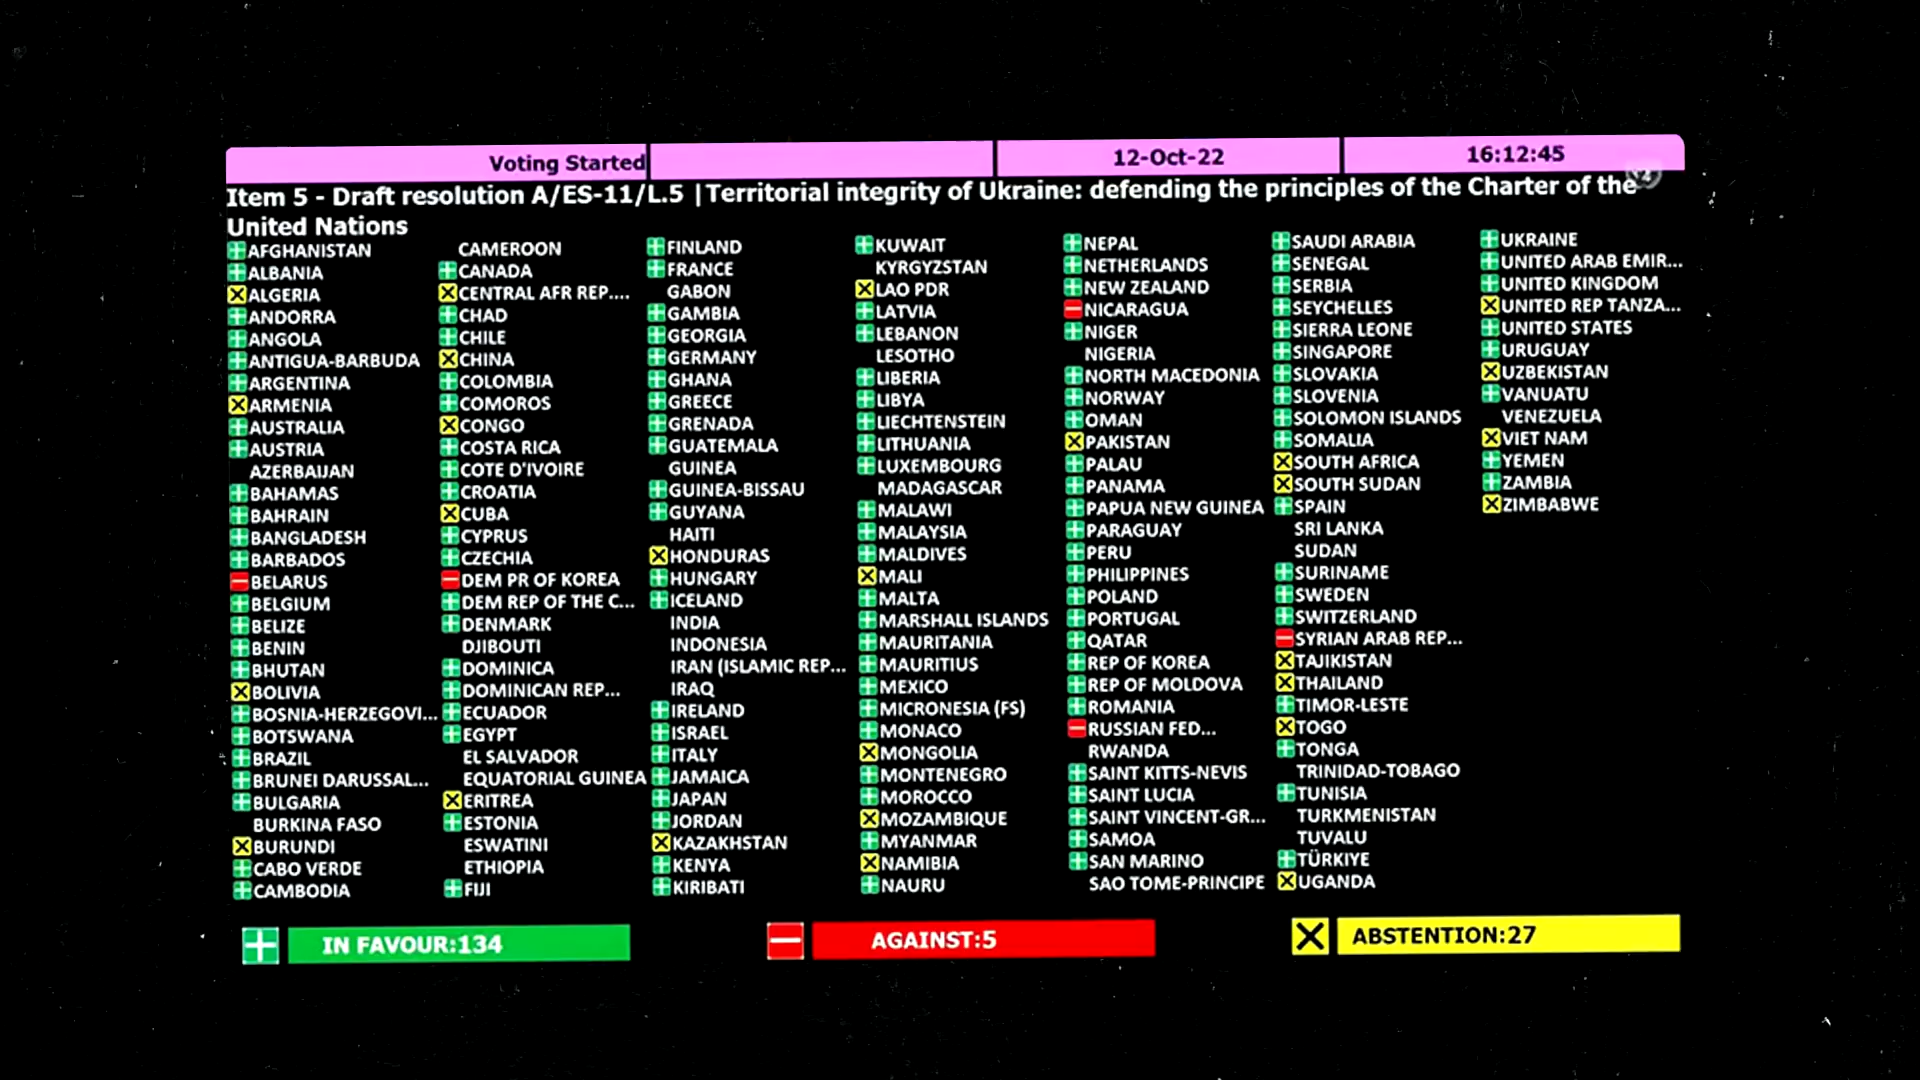 Voting Started 12-Oct-22 16:12:45
Item 5 - Draft resolution A/ES-11/L.5 | Territorial integrity of Ukraine: defending the principles of the Charter of the
United Nations
AFGHANISTAN
ALBANIA
ALGERIA
ANDORRA
ANGOLA
ANTIGUA-BARBUDA
ARGENTINA
ARMENIA
AUSTRALIA
AUSTRIA
AZERBAIJAN
BAHAMAS
BAHRAIN
BANGLADESH
BARBADOS
BELARUS
BELGIUM
BELIZE
BENIN
BHUTAN
BOLIVIA
BOSNIA-HERZEGOVI...
BOTSWANA
BRAZIL
BRUNEI DARUSSAL...
BULGARIA
BURKINA FASO
BURUNDI
CABO VERDE
CAMBODIA
CAMEROON
CANADA
CENTRAL AFR REP....
CHAD
CHILE
CHINA
COLOMBIA
COMOROS
CONGO
COSTA RICA
COTE D'IVOIRE
CROATIA
CUBA
CYPRUS
CZECHIA
DEM PR OF KOREA
DEM REP OF THE C...
DENMARK
DJIBOUTI
DOMINICA
DOMINICAN REP...
ECUADOR
EGYPT
EL SALVADOR
EQUATORIAL GUINEA
ERITREA
ESTONIA
ESWATINI
ETHIOPIA
FIJI
FINLAND
FRANCE
GABON
GAMBIA
GEORGIA
GERMANY
GHANA
GREECE
GRENADA
GUATEMALA
GUINEA
GUINEA-BISSAU
GUYANA
HAITI
HONDURAS
HUNGARY
ICELAND
INDIA
INDONESIA
IRAN (ISLAMIC REP...
IRAQ
IRELAND
ISRAEL
ITALY
JAMAICA
JAPAN
JORDAN
KAZAKHSTAN
KENYA
KIRIBATI
KUWAIT
KYRGYZSTAN
LAO PDR
LATVIA
LEBANON
LESOTHO
LIBERIA
LIBYA
LIECHTENSTEIN
LITHUANIA
LUXEMBOURG
MADAGASCAR
MALAWI
MALAYSIA
MALDIVES
MALI
MALTA
MARSHALL ISLANDS
MAURITANIA
MAURITIUS
MEXICO
MICRONESIA (FS)
MONACO
MONGOLIA
MONTENEGRO
MOROCCO
MOZAMBIQUE
MYANMAR
NAMIBIA
NAURU
NEPAL
NETHERLANDS
NEW ZEALAND
NICARAGUA
NIGER
NIGERIA
NORTH MACEDONIA
NORWAY
OMAN
PAKISTAN
PALAU
PANAMA
PAPUA NEW GUINEA
PARAGUAY
PERU
PHILIPPINES
POLAND
PORTUGAL
QATAR
REP OF KOREA
REP OF MOLDOVA
ROMANIA
RUSSIAN FED...
RWANDA
SAINT KITTS-NEVIS
SAINT LUCIA
SAINT VINCENT-GR...
SAMOA
SAN MARINO
SAO TOME-PRINCIPE
SAUDI ARABIA
SENEGAL
SERBIA
SEYCHELLES
SIERRA LEONE
SINGAPORE
SLOVAKIA
SLOVENIA
SOLOMON ISLANDS
SOMALIA
SOUTH AFRICA
SOUTH SUDAN
SPAIN
SRI LANKA
SUDAN
SURINAME
SWEDEN
SWITZERLAND
SYRIAN ARAB REP...
TAJIKISTAN
THAILAND
TIMOR-LESTE
TOGO
TONGA
TRINIDAD-TOBAGO
TUNISIA
TURKMENISTAN
TUVALU
TÜRKIYE
UGANDA
UKRAINE
UNITED ARAB EMIR...
UNITED KINGDOM
UNITED REP TANZA...
UNITED STATES
URUGUAY
UZBEKISTAN
VANUATU
VENEZUELA
VIET NAM
YEMEN
ZAMBIA
ZIMBABWE
IN FAVOUR:134
AGAINST:5
ABSTENTION:27